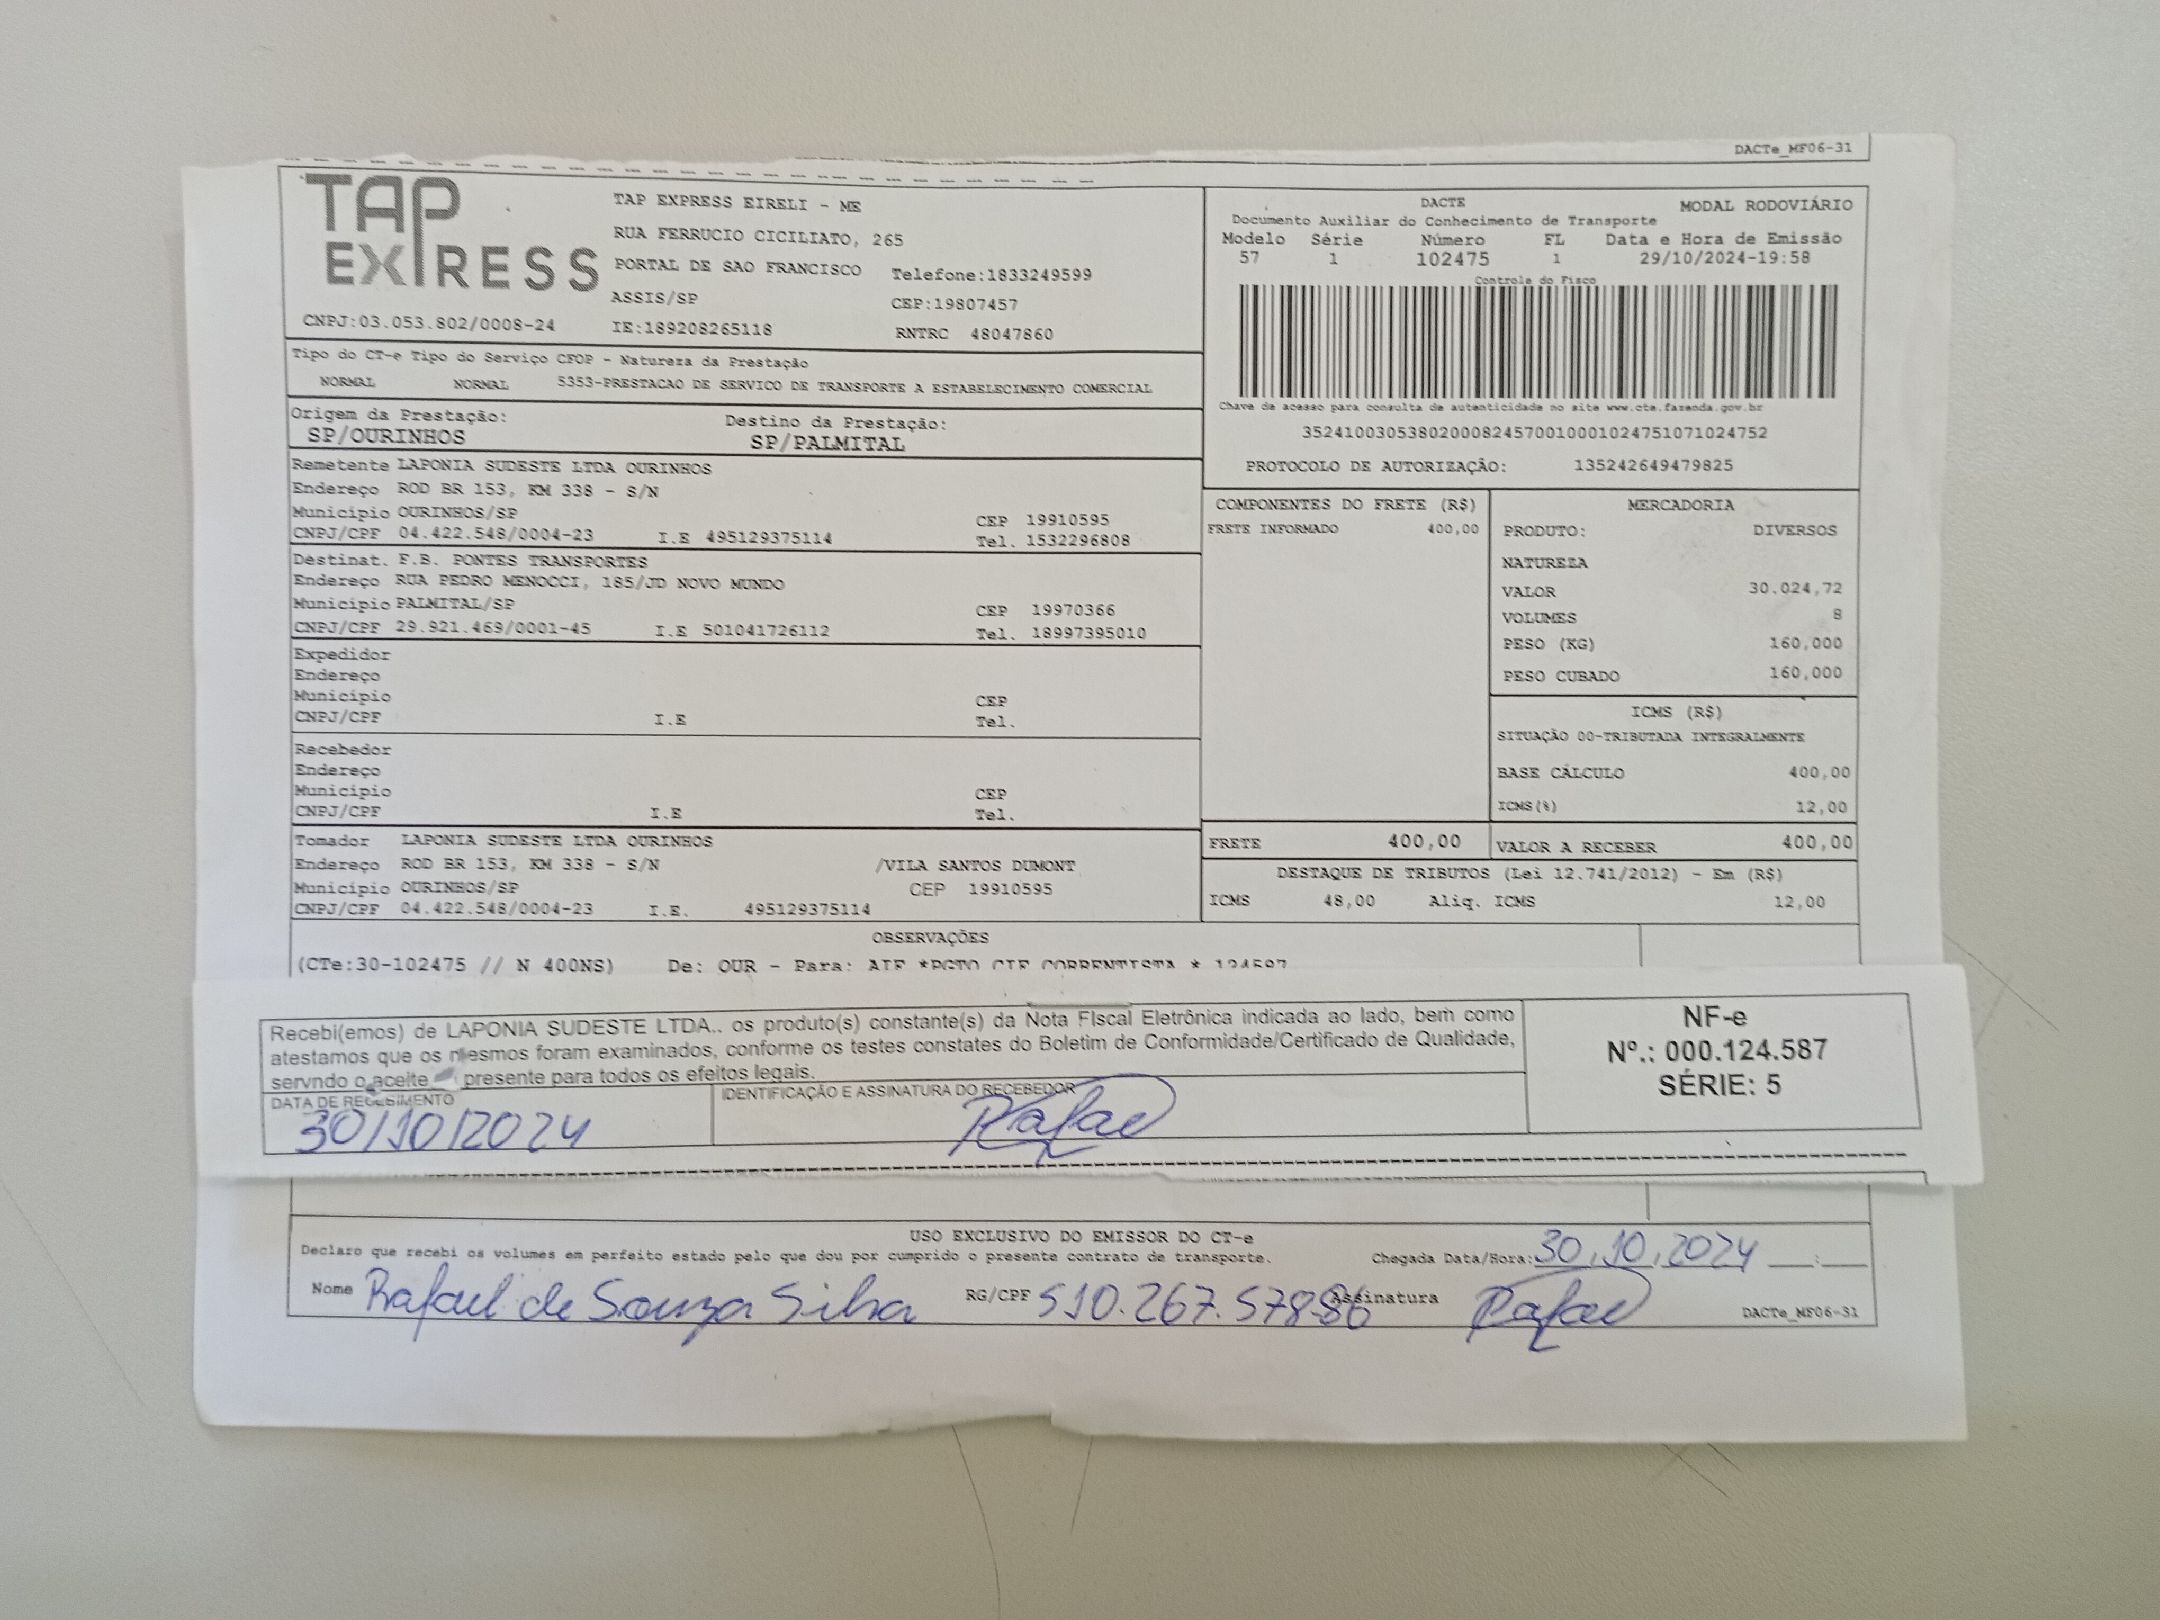 DACTe_MF06-31
TAP EXPRESS
TAP EXPRESS EIRELI - ME
RUA FERRUCIO CICILIATO, 265
PORTAL DE SAO FRANCISCO Telefone:1833249599
ASSIS/SP CEP:19807457
CNPJ:03.053.802/0008-24 IE:189208265118 RNTRC 48047860
DACTE MODAL RODOVIÁRIO
Documento Auxiliar do Conhecimento de Transporte
Modelo Série Número FL Data e Hora de Emissão
57 1 102475 1 29/10/2024-19:58
Controle do Fisco
Chave de acesso para consulta de autenticidade no site www.cte.fazenda.gov.br
35241003053802000824570010001024751071024752
PROTOCOLO DE AUTORIZAÇÃO: 135242649479825
Tipo do CT-e Tipo do Serviço CFOP - Natureza da Prestação
NORMAL NORMAL 5353-PRESTACAO DE SERVICO DE TRANSPORTE A ESTABELECIMENTO COMERCIAL
Origem da Prestação: Destino da Prestação:
SP/OURINHOS SP/PALMITAL
Remetente LAPONIA SUDESTE LTDA OURINHOS
Endereço ROD BR 153, KM 338 - S/N
Município OURINHOS/SP CEP 19910595
CNPJ/CPF 04.422.548/0004-23 I.E 495129375114 Tel. 1532296808
Destinat. F.B. PONTES TRANSPORTES
Endereço RUA PEDRO MENOCCI, 185/JD NOVO MUNDO
Município PALMITAL/SP CEP 19970366
CNPJ/CPF 29.921.469/0001-45 I.E 501041726112 Tel. 18997395010
Expedidor
Endereço
Município CEP
CNPJ/CPF I.E Tel.
Recebedor
Endereço
Município CEP
CNPJ/CPF I.E Tel.
Tomador LAPONIA SUDESTE LTDA OURINHOS
Endereço ROD BR 153, KM 338 - S/N /VILA SANTOS DUMONT
Município OURINHOS/SP CEP 19910595
CNPJ/CPF 04.422.548/0004-23 I.E. 495129375114
COMPONENTES DO FRETE (R$)
FRETE INFORMADO 400,00
MERCADORIA
PRODUTO: DIVERSOS
NATUREZA
VALOR 30.024,72
VOLUMES 8
PESO (KG) 160,000
PESO CUBADO 160,000
ICMS (R$)
SITUAÇÃO 00-TRIBUTADA INTEGRALMENTE
BASE CÁLCULO 400,00
ICMS(%) 12,00
FRETE 400,00 VALOR A RECEBER 400,00
DESTAQUE DE TRIBUTOS (Lei 12.741/2012) - Em (R$)
ICMS 48,00 Aliq. ICMS 12,00
OBSERVAÇÕES
(CTe:30-102475 // N 400NS) De: OUR - Para: AIF *PGTO CIF CORRENTISTA * 124587
Recebi(emos) de LAPONIA SUDESTE LTDA.. os produto(s) constante(s) da Nota FIscal Eletrônica indicada ao lado, bem como
atestamos que os mesmos foram examinados, conforme os testes constates do Boletim de Conformidade/Certificado de Qualidade,
servndo o aceite presente para todos os efeitos legais.
DATA DE RECEBIMENTO IDENTIFICAÇÃO E ASSINATURA DO RECEBEDOR
30/10/2024 Rafael
NF-e
Nº.: 000.124.587
SÉRIE: 5
USO EXCLUSIVO DO EMISSOR DO CT-e
Declaro que recebi os volumes em perfeito estado pelo que dou por cumprido o presente contrato de transporte. Chegada Data/Hora: 30,10,2024 :
Nome Rafael de Souza Silva RG/CPF 510.267.578-86 Assinatura Rafael
DACTe_MF06-31